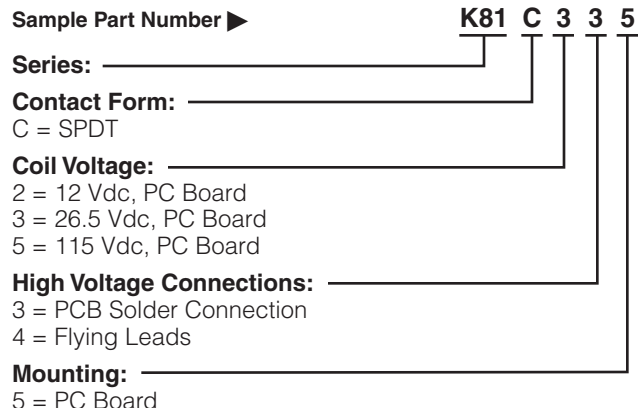 Sample Part Number ▶ K81 C 3 3 5
Series:
Contact Form:
C = SPDT
Coil Voltage:
2 = 12 Vdc, PC Board
3 = 26.5 Vdc, PC Board
5 = 115 Vdc, PC Board
High Voltage Connections:
3 = PCB Solder Connection
4 = Flying Leads
Mounting:
5 = PC Board